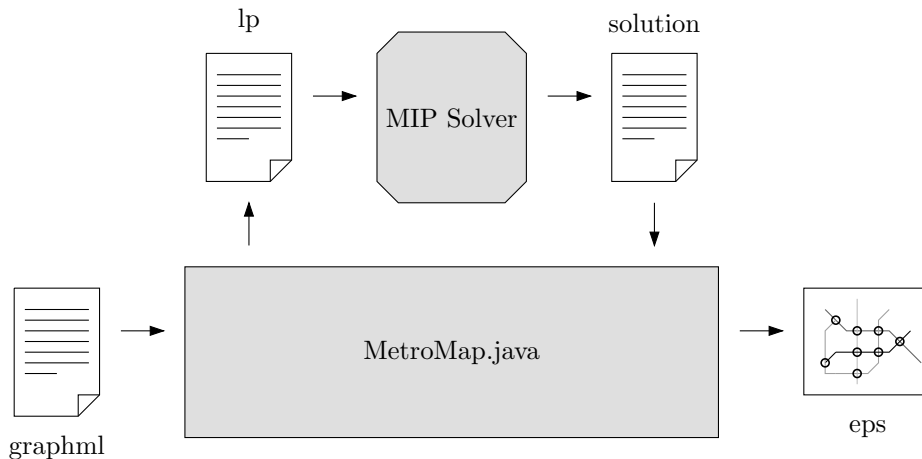 lp
solution
MIP Solver
MetroMap.java
graphml
eps